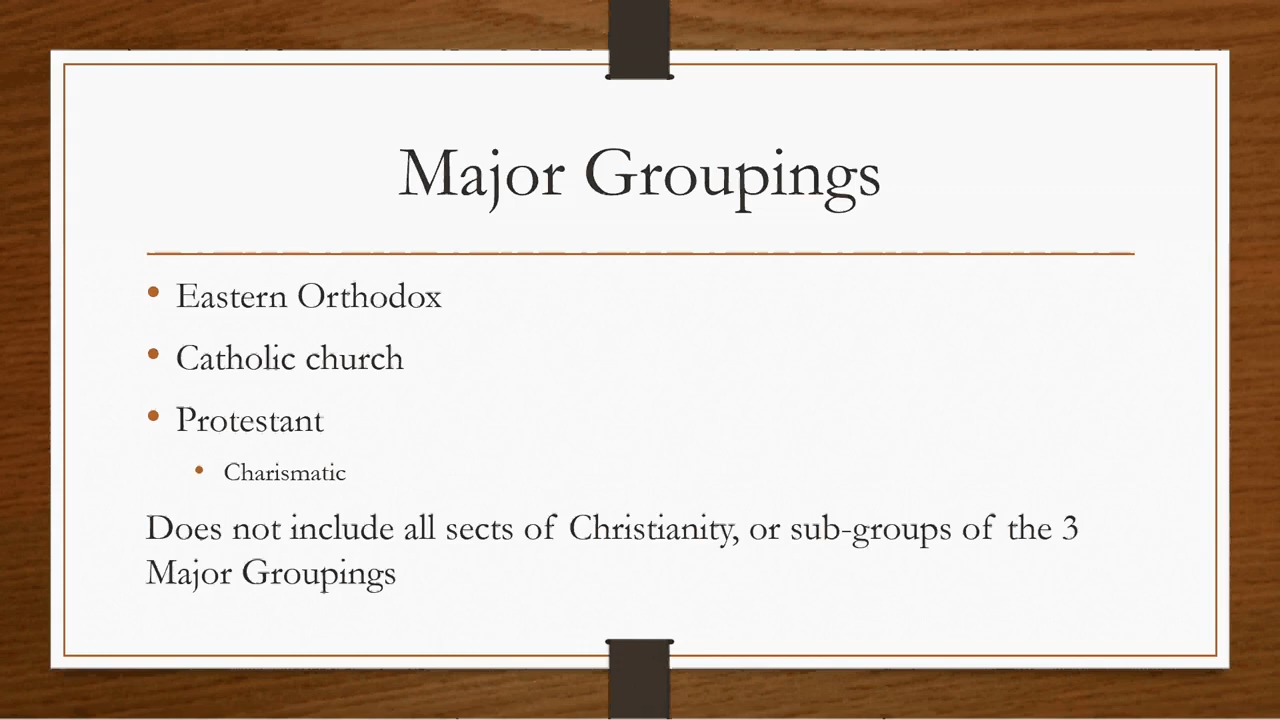 Major Groupings
• Eastern Orthodox
• Catholic church
• Protestant
• Charismatic
Does not include all sects of Christianity, or sub-groups of the 3
Major Groupings